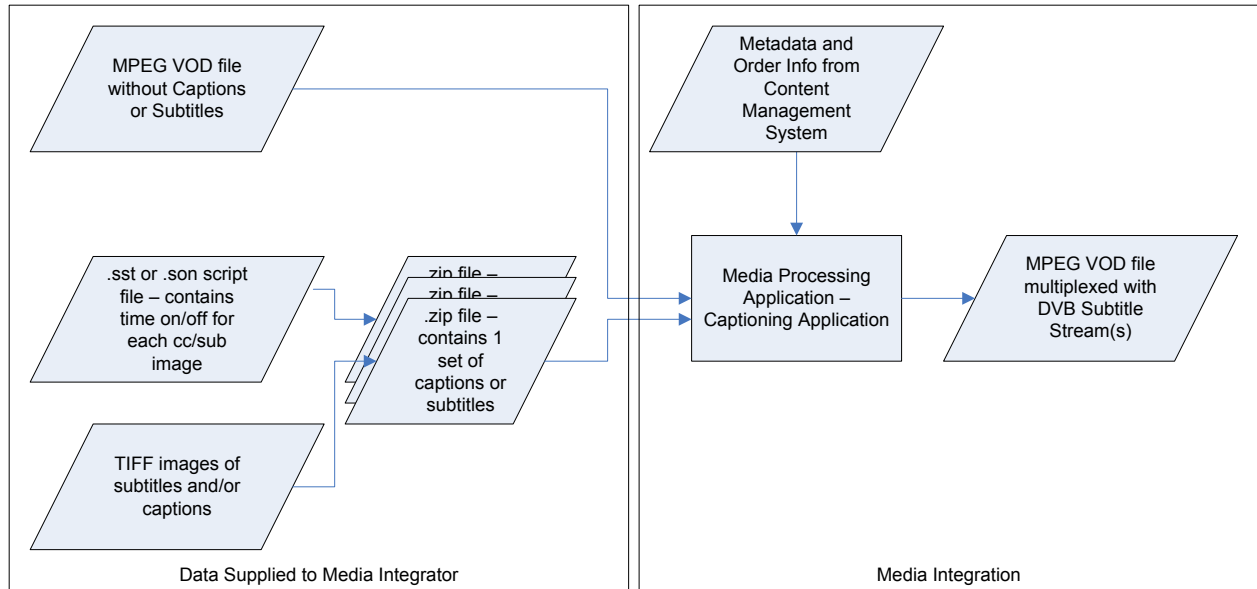 MPEG VOD file
without Captions
or Subtitles
.sst or .son script
file – contains
time on/off for
each cc/sub
image
TIFF images of
subtitles and/or
captions
.zip file –
.zip file –
.zip file –
contains 1
set of
captions or
subtitles
Data Supplied to Media Integrator
Metadata and
Order Info from
Content
Management
System
Media Processing
Application –
Captioning Application
MPEG VOD file
multiplexed with
DVB Subtitle
Stream(s)
Media Integration